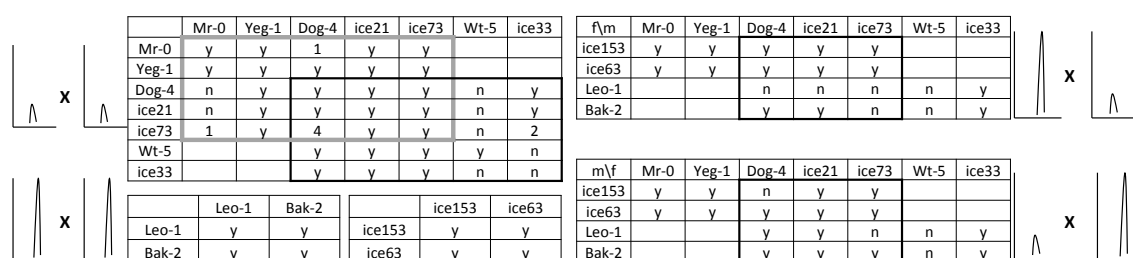 Mr-0 Yeg-1 Dog-4 ice21 ice73 Wt-5 ice33
Mr-0 y y 1 y y
Yeg-1 y y y y y
Dog-4 n y y y y n y
ice21 n y y y y n y
ice73 1 y 4 y y n 2
Wt-5 y y y y n
ice33 y y y n n
X
X
Leo-1 Bak-2
Leo-1 y y
Bak-2 y y
ice153 ice63
ice153 y y
ice63 y y
f\m Mr-0 Yeg-1 Dog-4 ice21 ice73 Wt-5 ice33
ice153 y y y y y
ice63 y y y y y
Leo-1 n n n n y
Bak-2 y y n n y
X
m\f Mr-0 Yeg-1 Dog-4 ice21 ice73 Wt-5 ice33
ice153 y y n y y
ice63 y y y y y
Leo-1 y y n n y
Bak-2 y y y n y
X